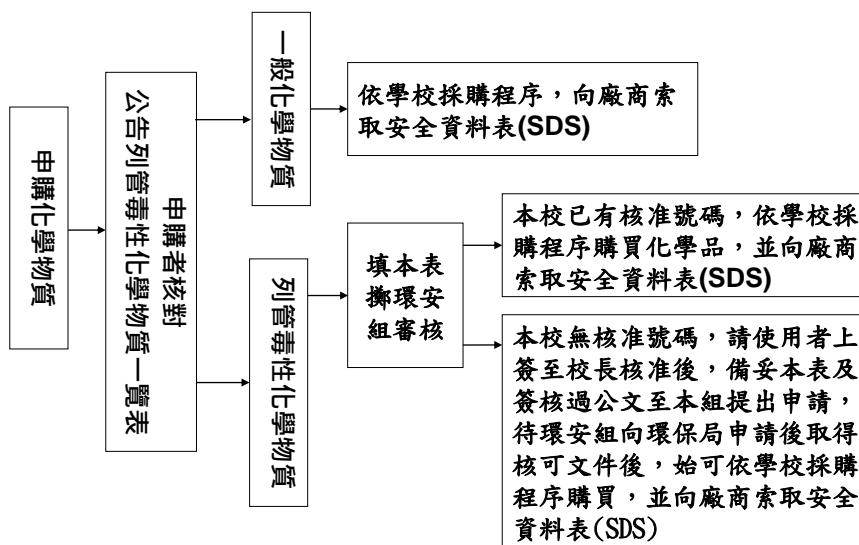 申購化學物質
申購者核對
公告列管毒性化學物質一覽表
一般化學物質
依學校採購程序，向廠商索
取安全資料表(SDS)
列管毒性化學物質
填本表
擲環安
組審核
本校已有核准號碼，依學校採
購程序購買化學品，並向廠商
索取安全資料表(SDS)
本校無核准號碼，請使用者上
簽至校長核准後，備妥本表及
簽核過公文至本組提出申請，
待環安組向環保局申請後取得
核可文件後，始可依學校採購
程序購買，並向廠商索取安全
資料表(SDS)